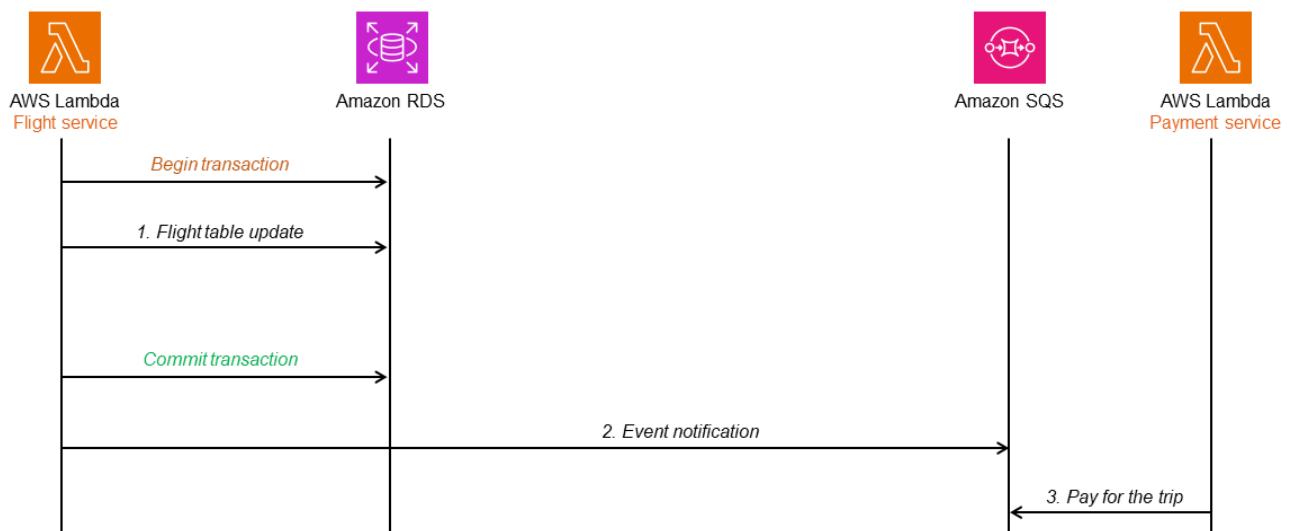 AWS Lambda
Flight service
Amazon RDS
Amazon SQS
AWS Lambda
Payment service
Begin transaction
1. Flight table update
Commit transaction
2. Event notification
3. Pay for the trip